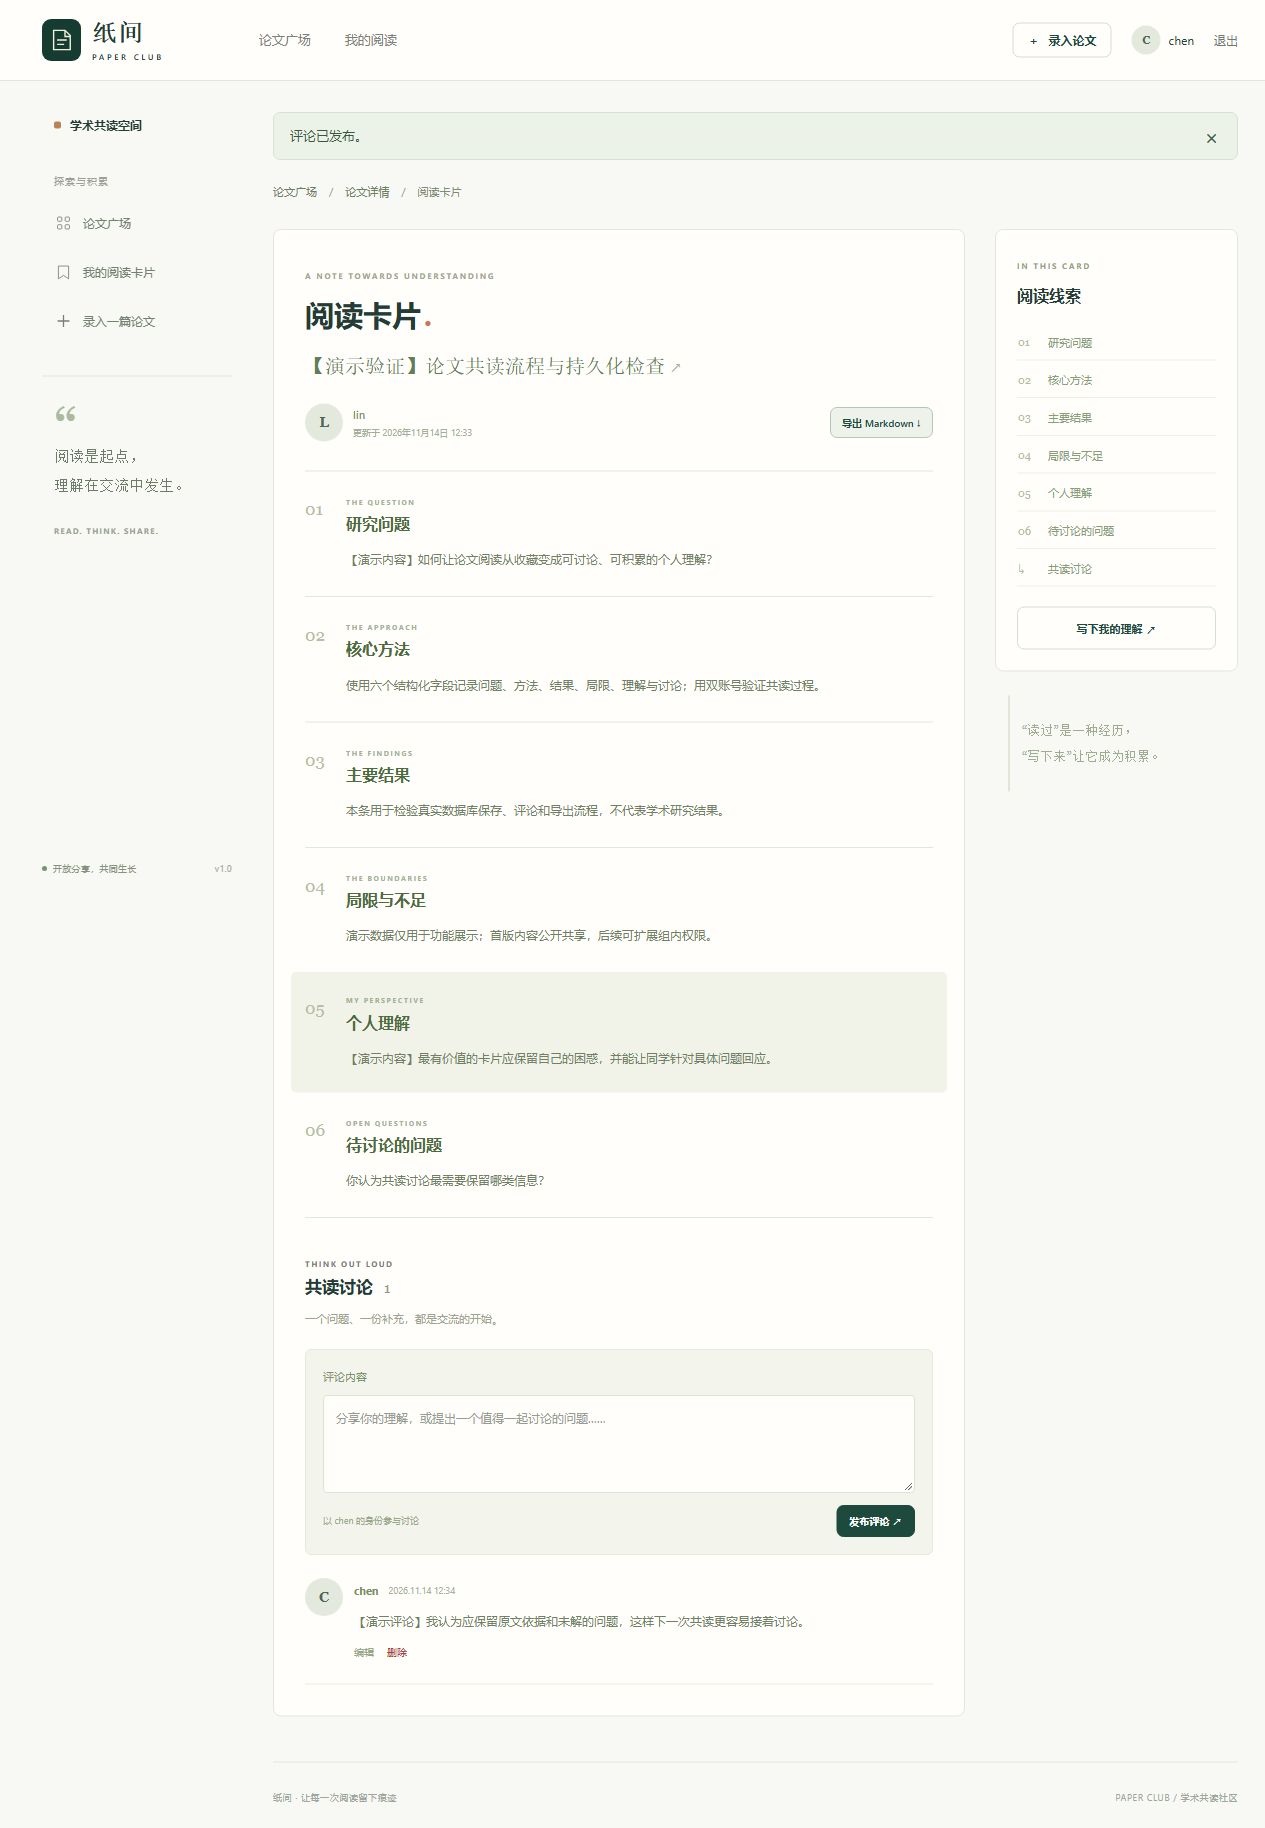 纸间
PAPER CLUB
论文广场
我的阅读
+ 录入论文
C
chen
退出
学术共读空间
探索与积累
论文广场
我的阅读卡片
录入一篇论文
“
阅读是起点，
理解在交流中发生。
READ. THINK. SHARE.
开放分享，共同生长
v1.0
评论已发布。
×
论文广场 / 论文详情 / 阅读卡片
A NOTE TOWARDS UNDERSTANDING
阅读卡片.
【演示验证】论文共读流程与持久化检查 ↗
L
lin
更新于 2026年11月14日 12:33
导出 Markdown ↓
01
THE QUESTION
研究问题
【演示内容】如何让论文阅读从收藏变成可讨论、可积累的个人理解？
02
THE APPROACH
核心方法
使用六个结构化字段记录问题、方法、结果、局限、理解与讨论；用双账号验证共读过程。
03
THE FINDINGS
主要结果
本条用于检验真实数据库保存、评论和导出流程，不代表学术研究结果。
04
THE BOUNDARIES
局限与不足
演示数据仅用于功能展示；首版内容公开共享，后续可扩展组内权限。
05
MY PERSPECTIVE
个人理解
【演示内容】最有价值的卡片应保留自己的困惑，并能让同学针对具体问题回应。
06
OPEN QUESTIONS
待讨论的问题
你认为共读讨论最需要保留哪类信息？
THINK OUT LOUD
共读讨论 1
一个问题、一份补充，都是交流的开始。
评论内容
分享你的理解，或提出一个值得一起讨论的问题……
以 chen 的身份参与讨论
发布评论 ↗
C
chen 2026.11.14 12:34
【演示评论】我认为应保留原文依据和未解的问题，这样下一次共读更容易接着讨论。
编辑 删除
IN THIS CARD
阅读线索
01 研究问题
02 核心方法
03 主要结果
04 局限与不足
05 个人理解
06 待讨论的问题
↳ 共读讨论
写下我的理解 ↗
“读过”是一种经历，
“写下来”让它成为积累。
纸间 · 让每一次阅读留下痕迹
PAPER CLUB / 学术共读社区